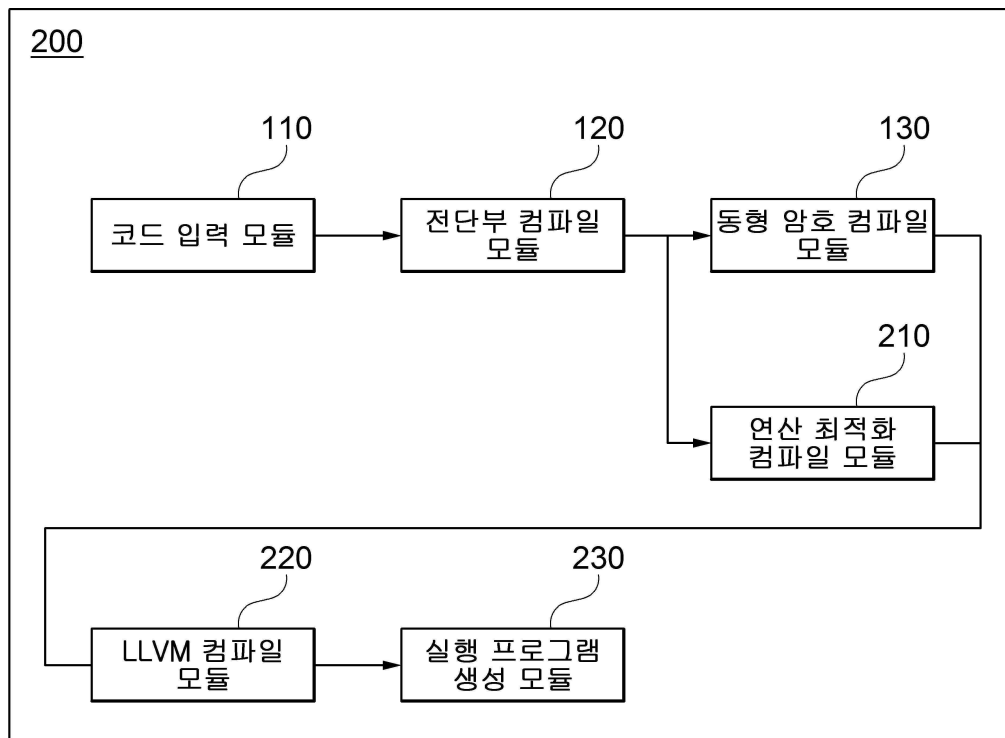 200
110
120
130
코드 입력 모듈
전단부 컴파일
모듈
동형 암호 컴파일
모듈
210
연산 최적화
컴파일 모듈
220
230
LLVM 컴파일
모듈
실행 프로그램
생성 모듈